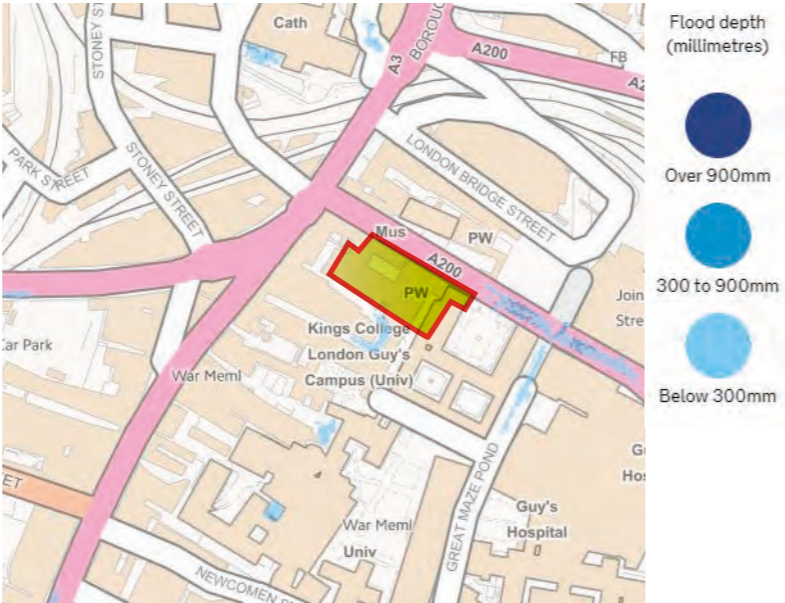 STONEY ST
Cath
A3
BOROUG
A200
FB
A2
PARK STREET
STONEY STREET
LONDON BRIDGE STREET
Mus
PW
A200
PW
Join
Stre
Kings College
London Guy's
Campus (Univ)
Car Park
War Meml
GREAT MAZE POND
G
Hos
ET
Guy's
Hospital
War Meml
Univ
NEWCOMEN
Flood depth
(millimetres)
Over 900mm
300 to 900mm
Below 300mm